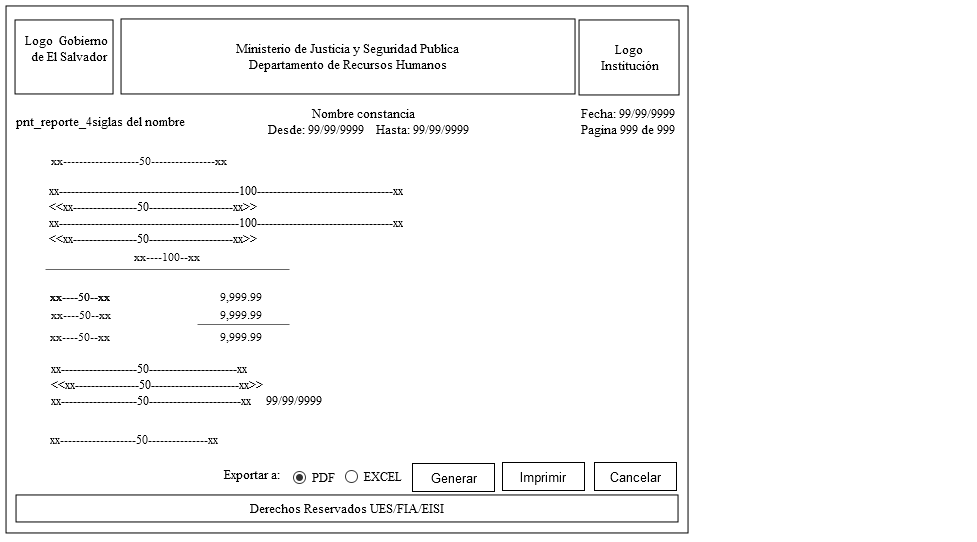 Logo Gobierno
de El Salvador
Ministerio de Justicia y Seguridad Publica
Departamento de Recursos Humanos
Logo
Institución
pnt_reporte_4siglas del nombre
Nombre constancia
Desde: 99/99/9999 Hasta: 99/99/9999
Fecha: 99/99/9999
Pagina 999 de 999
xx-------------------50----------------xx
xx---------------------------------------------100----------------------------------xx
<<xx----------------50---------------------xx>>
xx---------------------------------------------100----------------------------------xx
<<xx----------------50---------------------xx>>
xx----100--xx
xx----50--xx 9,999.99
xx----50--xx 9,999.99
xx----50--xx 9,999.99
xx-------------------50----------------------xx
<<xx----------------50----------------------xx>>
xx-------------------50-----------------------xx 99/99/9999
xx-------------------50---------------xx
Exportar a: PDF EXCEL Generar Imprimir Cancelar
Derechos Reservados UES/FIA/EISI